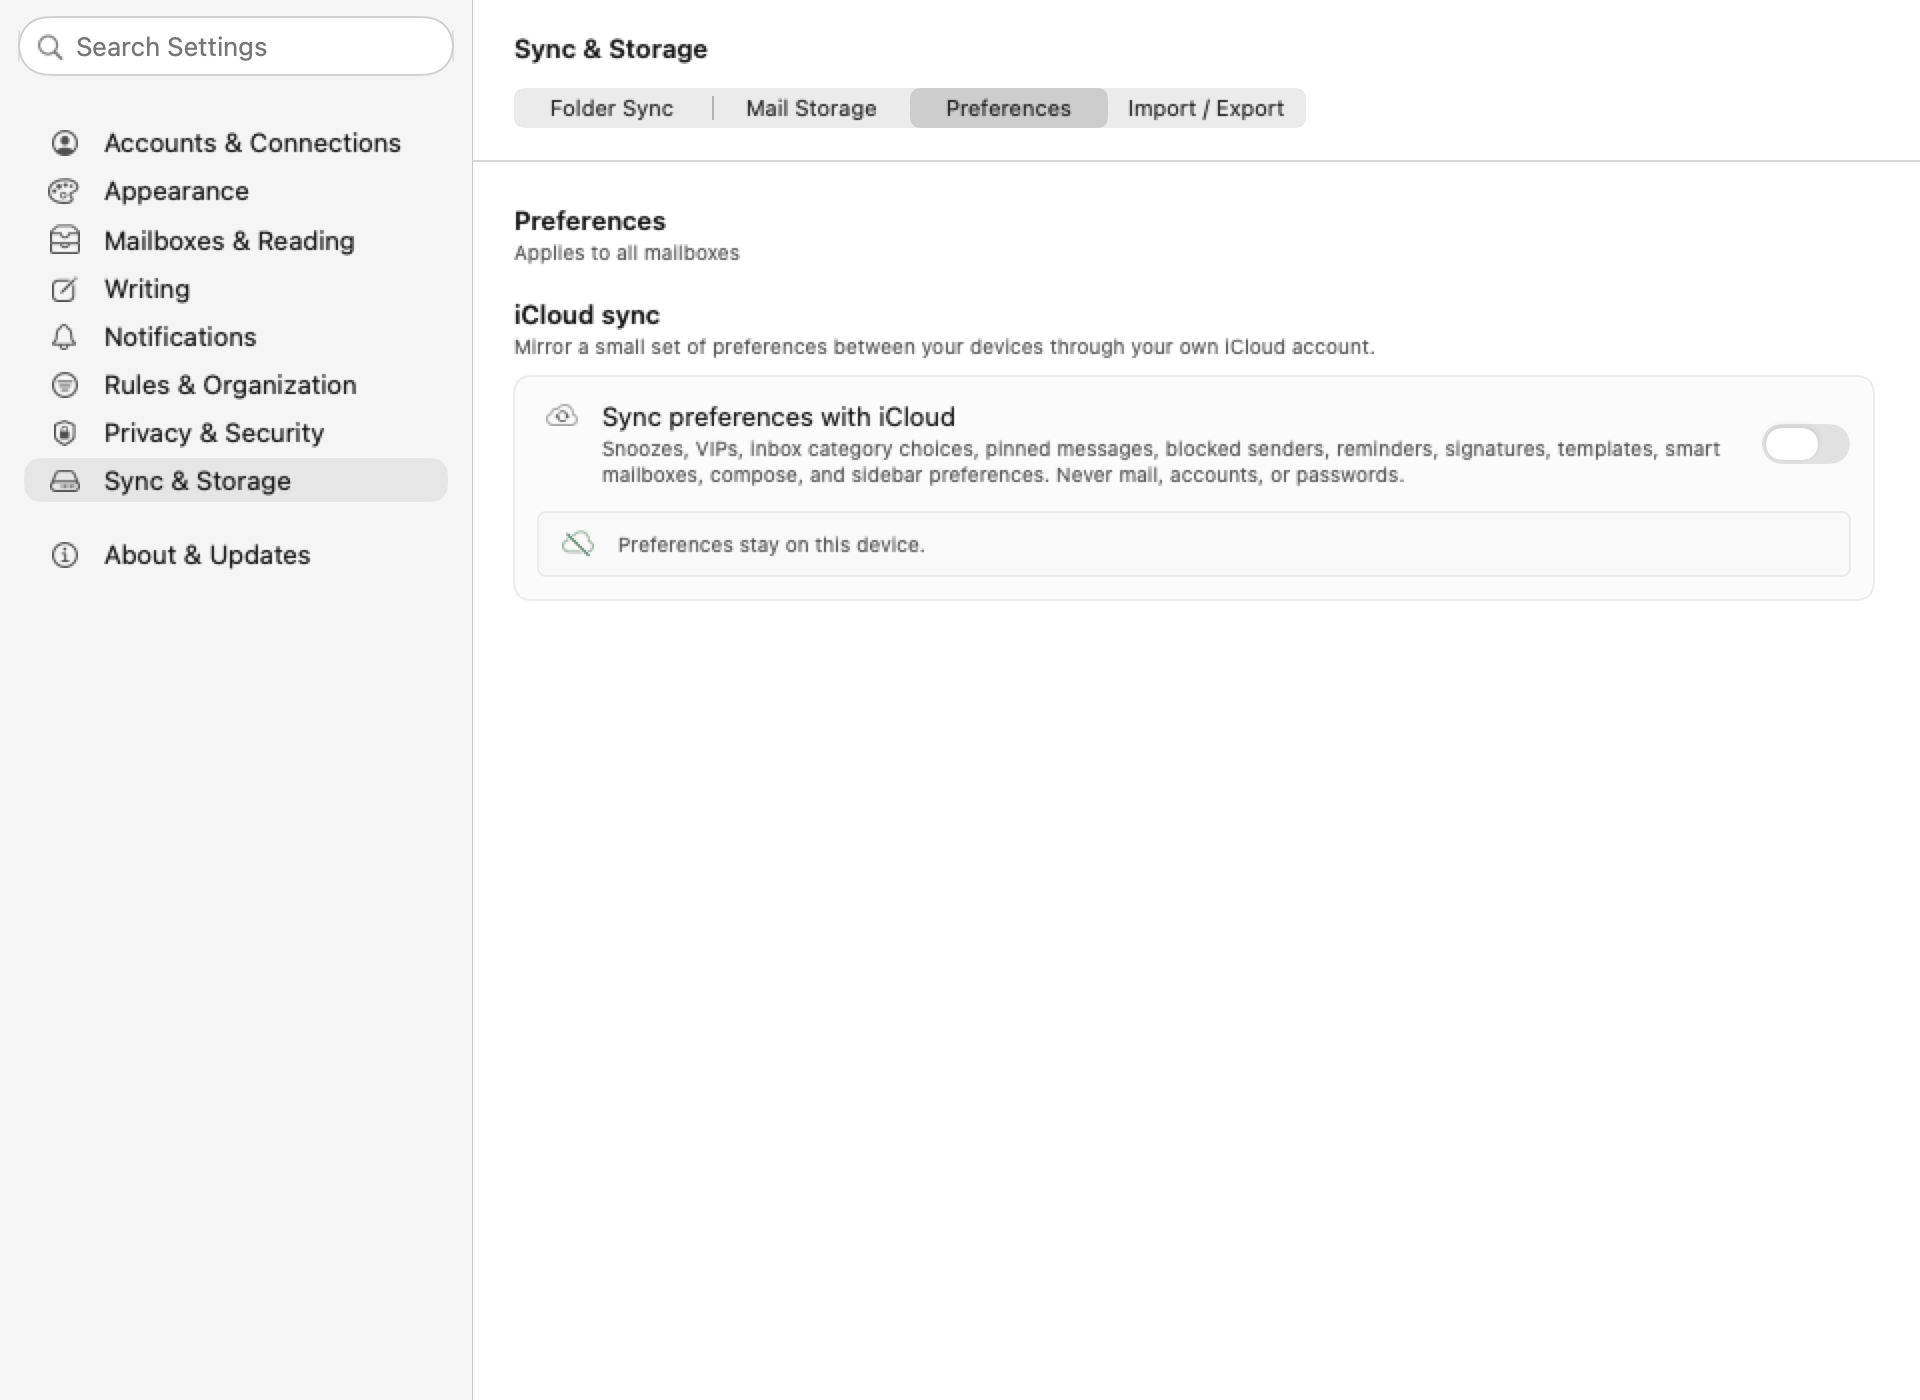 Search Settings
Accounts & Connections
Appearance
Mailboxes & Reading
Writing
Notifications
Rules & Organization
Privacy & Security
Sync & Storage
About & Updates
Sync & Storage
Folder Sync
Mail Storage
Preferences
Import / Export
Preferences
Applies to all mailboxes
iCloud sync
Mirror a small set of preferences between your devices through your own iCloud account.
Sync preferences with iCloud
Snoozes, VIPs, inbox category choices, pinned messages, blocked senders, reminders, signatures, templates, smart
mailboxes, compose, and sidebar preferences. Never mail, accounts, or passwords.
Preferences stay on this device.